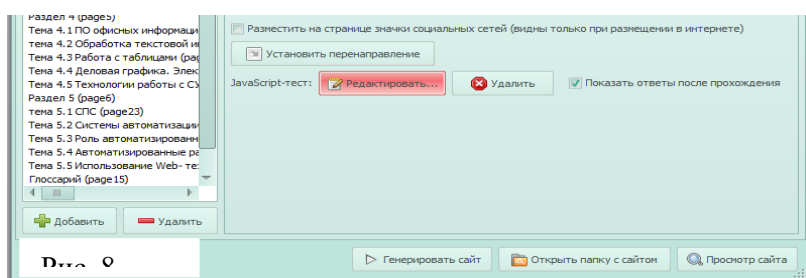 Раздел 4 (page5)
Тема 4.1 ПО офисных информаци
тема 4.2 Обработка текстовой и
Тема 4.3 Работа с таблицами (pag
Тема 4.4 Деловая графика. Элек
Тема 4.5 Технологии работы с СУ
Раздел 5 (page6)
тема 5.1 СПС (page23)
Тема 5.2 Системы автоматизации
Тема 5.3 Роль автоматизированн
Тема 5.4 Автоматизированные ра
Тема 5.5 Использование Web- те
Глоссарий (page15)
Добавить
Удалить
Разместить на странице значки социальных сетей (видны только при размещении в интернете)
Установить перенаправление
JavaScript-тест:
Редактировать...
Удалить
Показать ответы после прохождения
Генерировать сайт
Открыть папку с сайтом
Просмотр сайта
Рис. 8